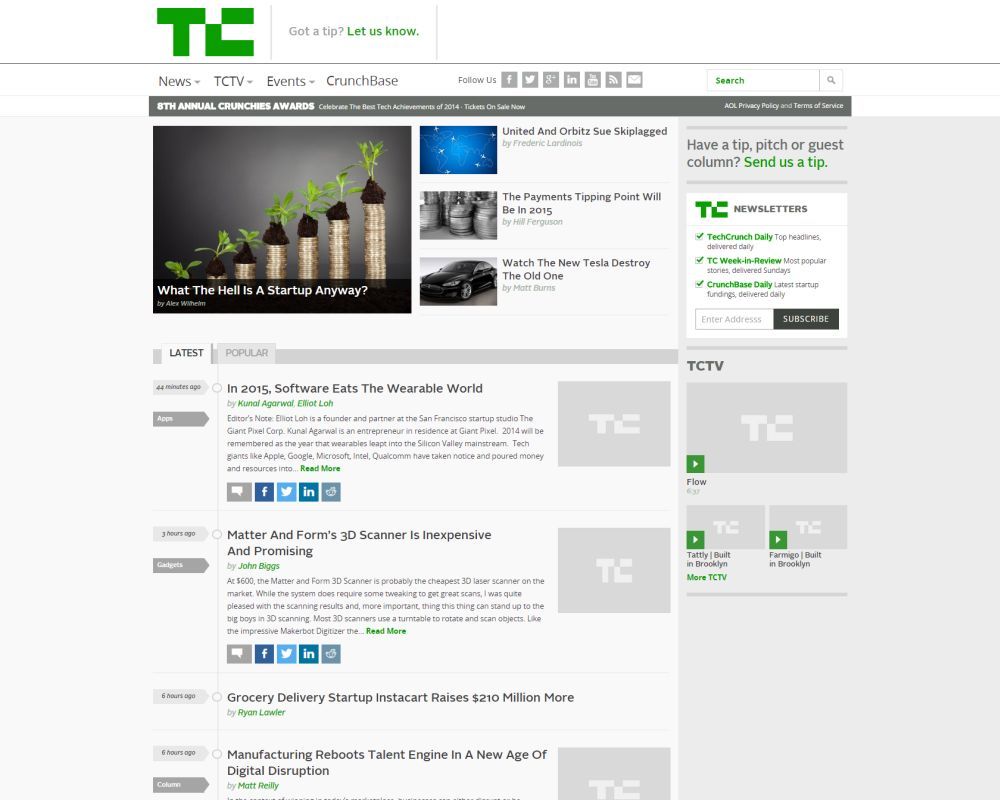 TC
Got a tip? Let us know.
News TCTV Events CrunchBase
Follow Us
Search
8TH ANNUAL CRUNCHIES AWARDS Celebrate The Best Tech Achievements of 2014 - Tickets On Sale Now
AOL Privacy Policy and Terms of Service
What The Hell Is A Startup Anyway?
by Alex Wilhelm
United And Orbitz Sue Skiplagged
by Frederic Lardinois
The Payments Tipping Point Will
Be In 2015
by Hill Ferguson
Watch The New Tesla Destroy
The Old One
by Matt Burns
Have a tip, pitch or guest
column? Send us a tip.
TC NEWSLETTERS
TechCrunch Daily Top headlines,
delivered daily
TC Week-in-Review Most popular
stories, delivered Sundays
CrunchBase Daily Latest startup
fundings, delivered daily
Enter Addresss
SUBSCRIBE
LATEST
POPULAR
44 minutes ago
Apps
In 2015, Software Eats The Wearable World
by Kunal Agarwal, Elliot Loh
Editor's Note: Elliot Loh is a founder and partner at the San Francisco startup studio The
Giant Pixel Corp. Kunal Agarwal is an entrepreneur in residence at Giant Pixel. 2014 will be
remembered as the year that wearables leapt into the Silicon Valley mainstream. Tech
giants like Apple, Google, Microsoft, Intel, Qualcomm have taken notice and poured money
and resources into... Read More
TC
3 hours ago
Gadgets
Matter And Form's 3D Scanner Is Inexpensive
And Promising
by John Biggs
At $600, the Matter and Form 3D Scanner is probably the cheapest 3D laser scanner on the
market. While the system does require some tweaking to get great scans, I was quite
pleased with the scanning results and, more important, thing this thing can stand up to the
big boys in 3D scanning. Most 3D scanners use a turntable to rotate and scan objects. Like
the impressive Makerbot Digitizer the... Read More
TC
6 hours ago
Grocery Delivery Startup Instacart Raises $210 Million More
by Ryan Lawler
6 hours ago
Column
Manufacturing Reboots Talent Engine In A New Age Of
Digital Disruption
by Matt Reilly
TC
TCTV
TC
Flow
6:37
TC
TC
Tattly | Built
in Brooklyn
Farmigo | Built
in Brooklyn
More TCTV